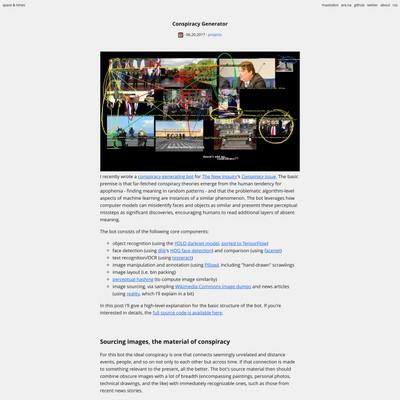 space & times
mastodon are.na github twitter about rss
Conspiracy Generator
06.20.2017 · projects
I recently wrote a conspiracy-generating bot for The New Inquiry's Conspiracy issue. The basic
premise is that far-fetched conspiracy theories emerge from the human tendency for
apophenia - finding meaning in random patterns - and that the problematic algorithm-level
aspects of machine learning are instances of a similar phenomenon. The bot leverages how
computer models can misidentify faces and objects as similar and presents these perceptual
missteps as significant discoveries, encouraging humans to read additional layers of absent
meaning.
The bot consists of the following core components:
object recognition (using the YOLO darknet model, ported to TensorFlow)
face detection (using dlib's HOG face detection) and comparison (using facenet)
text recognition/OCR (using tesseract)
image manipulation and annotation (using Pillow), including "hand-drawn" scrawlings
image layout (i.e. bin packing)
perceptual hashing (to compute image similarity)
image sourcing, via sampling Wikimedia Commons image dumps and news articles
(using reality, which I'll explain in a bit)
In this post I'll give a high-level explanation for the basic structure of the bot. If you're
interested in details, the full source code is available here.
Sourcing images, the material of conspiracy
For this bot the ideal conspiracy is one that connects seemingly unrelated and distance
events, people, and so on not only to each other but across time. If that connection is made
to something relevant to the present, all the better. The bot's source material then should
combine obscure images with a lot of breadth (encompassing paintings, personal photos,
technical drawings, and the like) with immediately recognizable ones, such as those from
recent news stories.